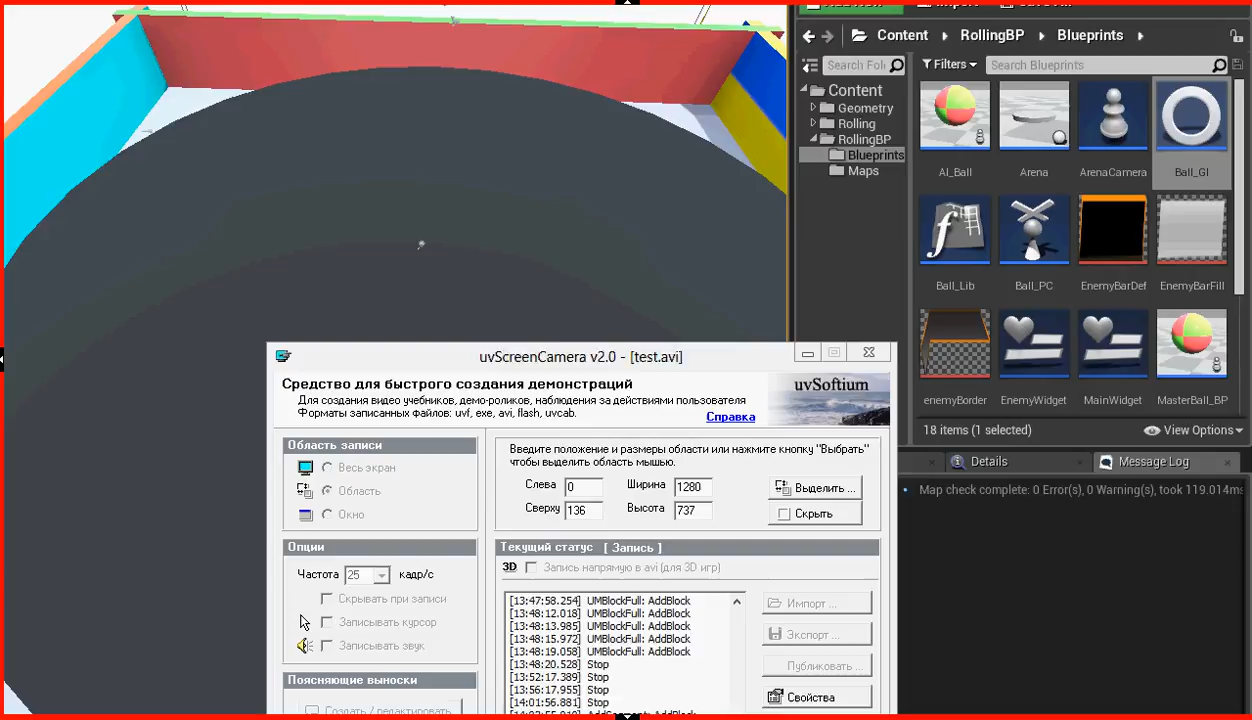 Content RollingBP Blueprints
Search Fol
Filters
Search Blueprints
Content
Geometry
Rolling
RollingBP
Blueprints
Maps
AI_Ball
Arena
ArenaCamera
Ball_GI
Ball_Lib
Ball_PC
EnemyBarDef
EnemyBarFill
enemyBorder
EnemyWidget
MainWidget
MasterBall_BP
18 items (1 selected)
View Options
Details
Message Log
Map check complete: 0 Error(s), 0 Warning(s), took 119.014ms
uvScreenCamera v2.0 - [test.avi]
Средство для быстрого создания демонстраций
Для создания видео учебников, демо-роликов, наблюдения за действиями пользователя
Форматы записанных файлов: uvf, exe, avi, flash, uvcab.
Справка
uvSoftium
Область записи
Весь экран
Область
Окно
Введите положение и размеры области или нажмите кнопку "Выбрать"
чтобы выделить область мышью.
Слева 0 Ширина 1280
Выделить ...
Сверху 136 Высота 737
Скрыть
Опции
Частота 25 кадр/с
Скрывать при записи
Записывать курсор
Записывать звук
Поясняющие выноски
Создать / редактировать
Текущий статус [ Запись ]
3D Запись напрямую в avi (для 3D игр)
[13:47:58.254] UMBlockFull: AddBlock
[13:48:12.018] UMBlockFull: AddBlock
[13:48:13.985] UMBlockFull: AddBlock
[13:48:15.972] UMBlockFull: AddBlock
[13:48:19.058] UMBlockFull: AddBlock
[13:48:20.528] Stop
[13:52:17.389] Stop
[13:56:17.955] Stop
[14:01:56.881] Stop
Импорт ...
Экспорт ...
Публиковать ...
Свойства